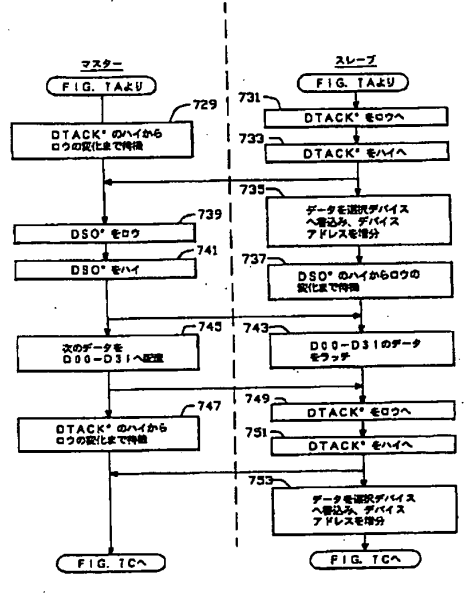 マスター
スレーブ
FIG. 7Aより
FIG. 7Aより
729
DTACK*のハイから
ロウの変化まで待機
731
DTACK*をロウへ
733
DTACK*をハイへ
735
データを選択デバイス
へ書込み、デバイス
アドレスを増分
739
DS0*をロウ
741
DS0*をハイ
737
DS0*のハイからロウの
変化まで待機
745
次のデータを
D00-D31へ配置
743
D00-D31のデータ
をラッチ
747
DTACK*のハイから
ロウの変化まで待機
749
DTACK*をロウへ
751
DTACK*をハイへ
753
データを選択デバイス
へ書込み、デバイス
アドレスを増分
FIG. 7Cへ
FIG. 7Cへ